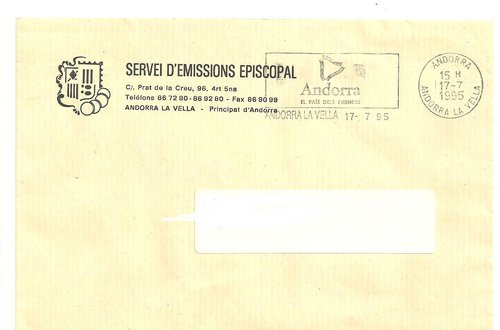 SERVEI D'EMISSIONS EPISCOPAL
C/. Prat de la Creu, 96, 4rt 5na
Telèfons 86 72 80 - 86 92 80 - Fax 86 90 99
ANDORRA LA VELLA - Principat d'Andorra
Andorra
EL PAÍS DELS PIRINEUS
ANDORRA LA VELLA 17- 7 95
ANDORRA
15 H
17-7
1995
ANDORRA LA VELLA